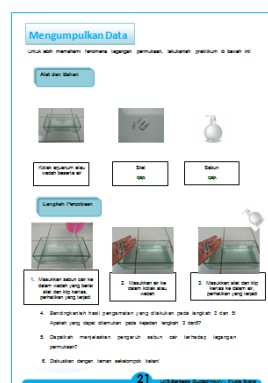 Mengumpulkan Data
Untuk lebih memahami fenomena tegangan permukaan, lakukanlah praktikum di bawah ini!
Alat dan Bahan
Kotak aquarium atau
wadah beserta air
Silet
cap.
Sabun
cap.
Langkah Percobaan
1. Masukkan sabun cair ke
dalam wadah yang berisi
silet dan klip kertas,
perhatikan yang terjadi
2. Masukkan air ke
dalam kotak atau
wadah
3. Masukkan silet dan klip
kertas ke dalam air,
perhatikan yang terjadi
4. Bandingkanlah hasil pengamatan yang dilakukan pada langkah 3 dan 5!
Apakah yang dapat ditemukan pada kejadian langkah 3 dan5?
5. Dapatkah menjelaskan pengaruh sabun cair terhadap tegangan
permukaan?
6. Diskusikan dengan teman sekelompok kalian!
21